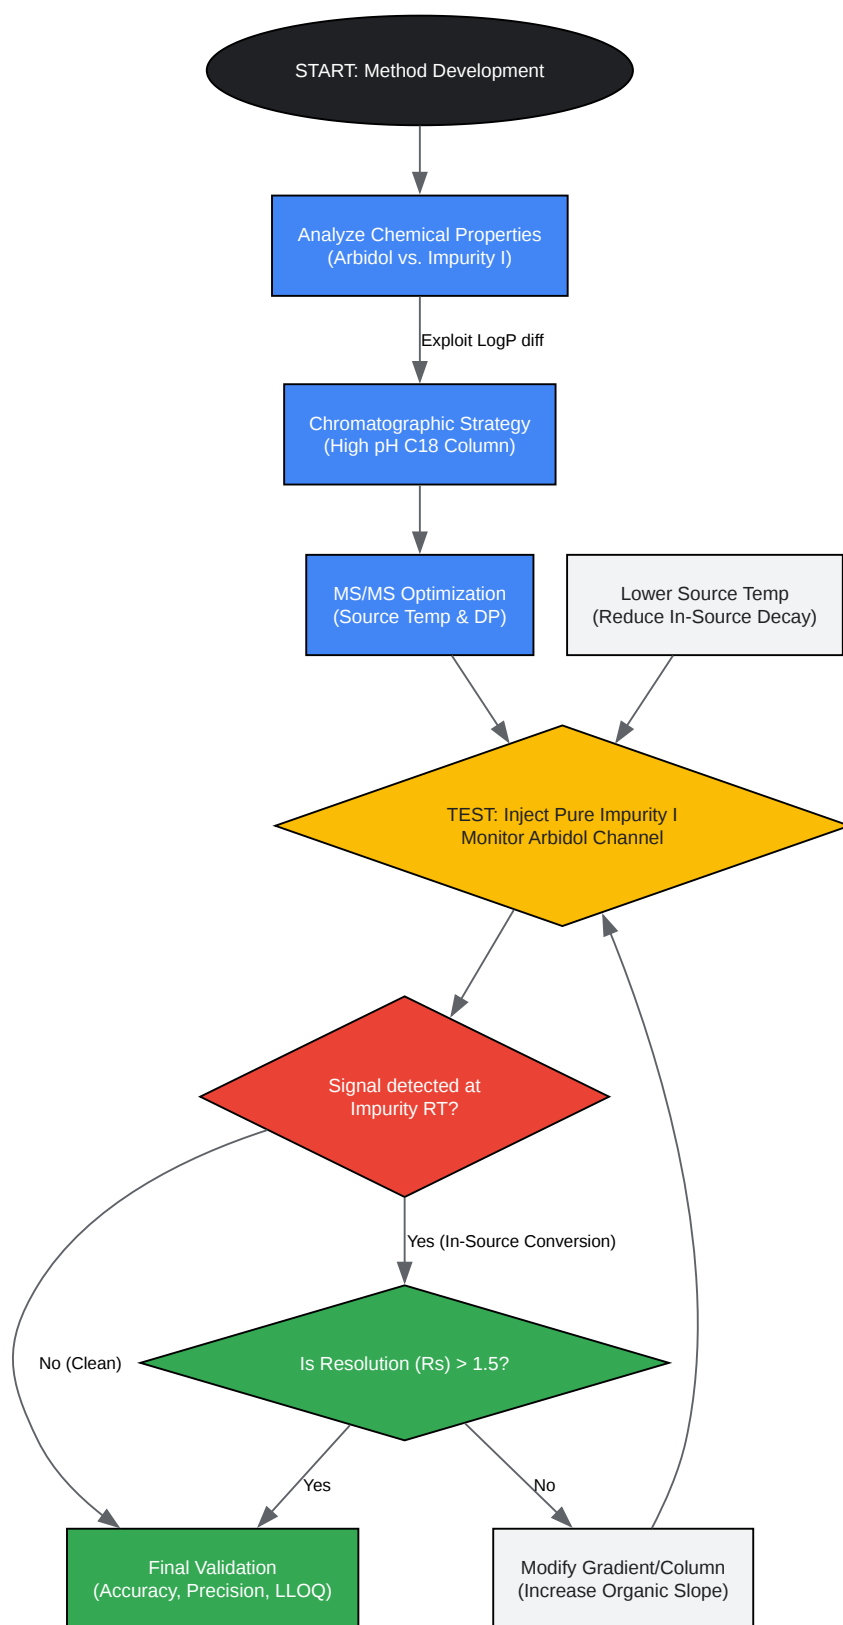 START: Method Development
Analyze Chemical Properties
(Arbidol vs. Impurity I)
Exploit LogP diff
Chromatographic Strategy
(High pH C18 Column)
MS/MS Optimization
(Source Temp & DP)
Lower Source Temp
(Reduce In-Source Decay)
TEST: Inject Pure Impurity I
Monitor Arbidol Channel
Signal detected at
Impurity RT?
Yes (In-Source Conversion)
No (Clean)
Is Resolution (Rs) > 1.5?
Yes
No
Final Validation
(Accuracy, Precision, LLOQ)
Modify Gradient/Column
(Increase Organic Slope)